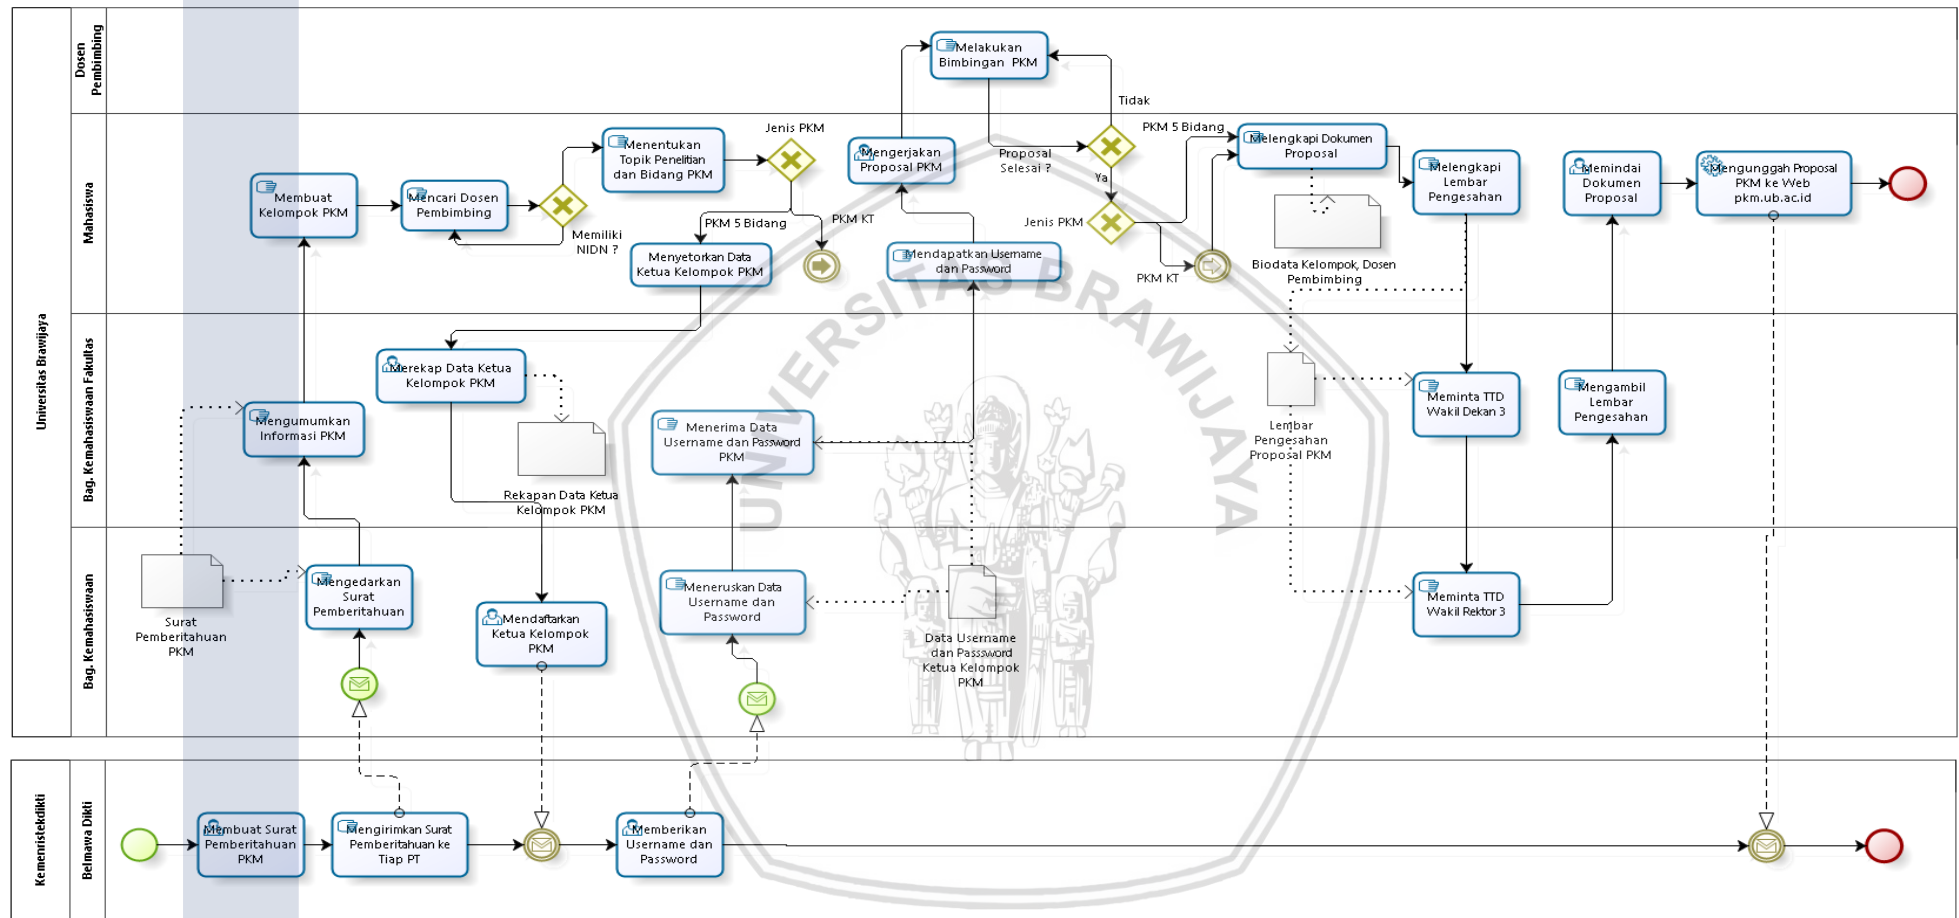 Universitas Brawijaya
Dosen
Pembimbing
Melakukan
Bimbingan PKM
Tidak
Mahasiswa
Membuat
Kelompok PKM
Mencari Dosen
Pembimbing
Memiliki
NIDN ?
Menentukan
Topik Penelitian
dan Bidang PKM
Jenis PKM
PKM 5 Bidang
PKM KT
Menyetorkan Data
Ketua Kelompok PKM
Mengerjakan
Proposal PKM
Mendapatkan Username
dan Password
Proposal
Selesai ?
Ya
Jenis PKM
PKM 5 Bidang
PKM KT
Melengkapi Dokumen
Proposal
Biodata Kelompok, Dosen
Pembimbing
Melengkapi
Lembar
Pengesahan
Memindai
Dokumen
Proposal
Mengunggah Proposal
PKM ke Web
pkm.ub.ac.id
Bag. Kemahasiswaan Fakultas
Mengumumkan
Informasi PKM
Merekap Data Ketua
Kelompok PKM
Rekapan Data Ketua
Kelompok PKM
Menerima Data
Username dan Password
PKM
Lembar
Pengesahan
Proposal PKM
Meminta TTD
Wakil Dekan 3
Mengambil
Lembar
Pengesahan
Bag. Kemahasiswaan
Surat
Pemberitahuan
PKM
Mengedarkan
Surat
Pemberitahuan
Mendaftarkan
Ketua Kelompok
PKM
Meneruskan Data
Username dan
Password
Data Username
dan Passsword
Ketua Kelompok
PKM
Meminta TTD
Wakil Rektor 3
UNIVERSITAS BRAWIJAYA
Kemenristekdikti
Belmawa Dikti
Membuat Surat
Pemberitahuan
PKM
Mengirimkan Surat
Pemberitahuan ke
Tiap PT
Memberikan
Username dan
Password